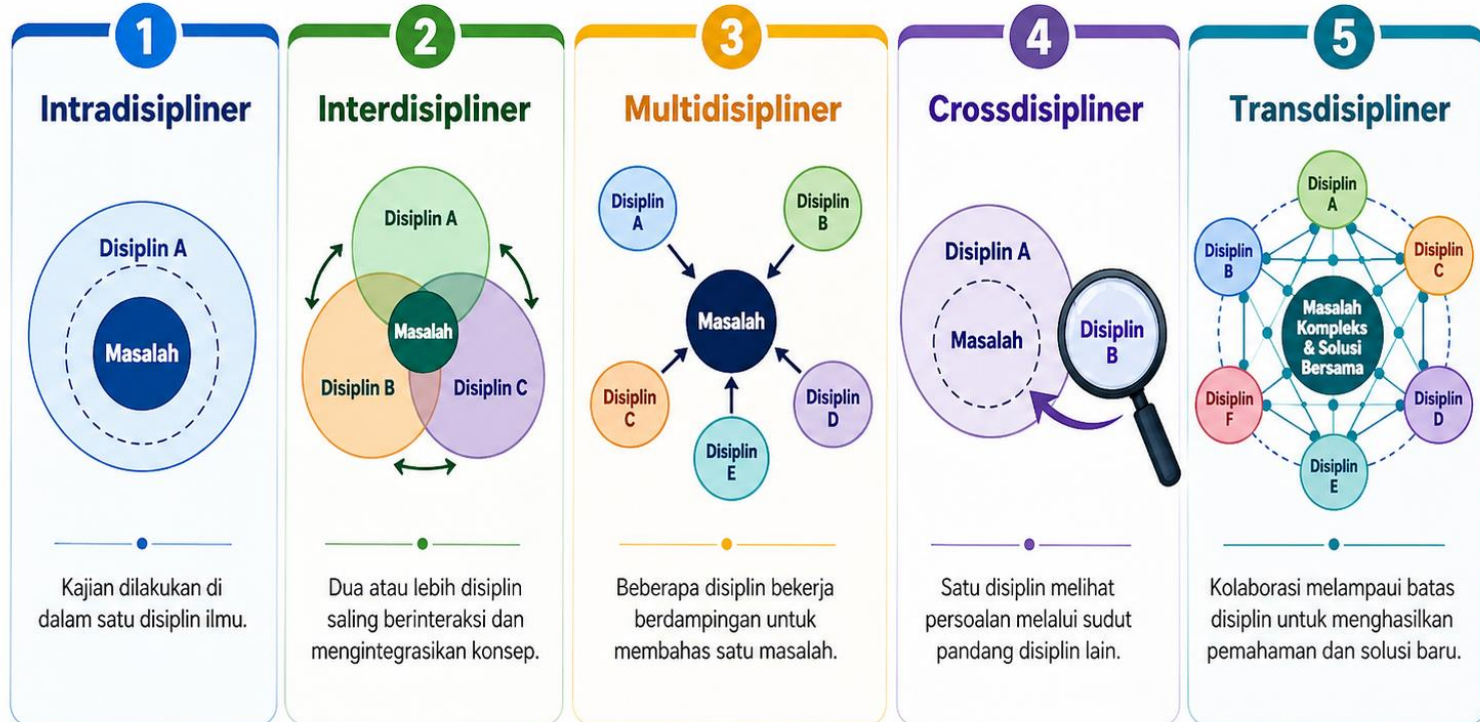 1
Intradisipliner
Disiplin A
Masalah
Kajian dilakukan di
dalam satu disiplin ilmu.
2
Interdisipliner
Disiplin A
Masalah
Disiplin B
Disiplin C
Dua atau lebih disiplin
saling berinteraksi dan
mengintegrasikan konsep.
3
Multidisipliner
Disiplin
A
Disiplin
B
Masalah
Disiplin
C
Disiplin
D
Disiplin
E
Beberapa disiplin bekerja
berdampingan untuk
membahas satu masalah.
4
Crossdisipliner
Disiplin A
Masalah
Disiplin
B
Satu disiplin melihat
persoalan melalui sudut
pandang disiplin lain.
5
Transdisipliner
Disiplin
A
Disiplin
B
Disiplin
C
Masalah
Kompleks
& Solusi
Bersama
Disiplin
F
Disiplin
D
Disiplin
E
Kolaborasi melampaui batas
disiplin untuk menghasilkan
pemahaman dan solusi baru.